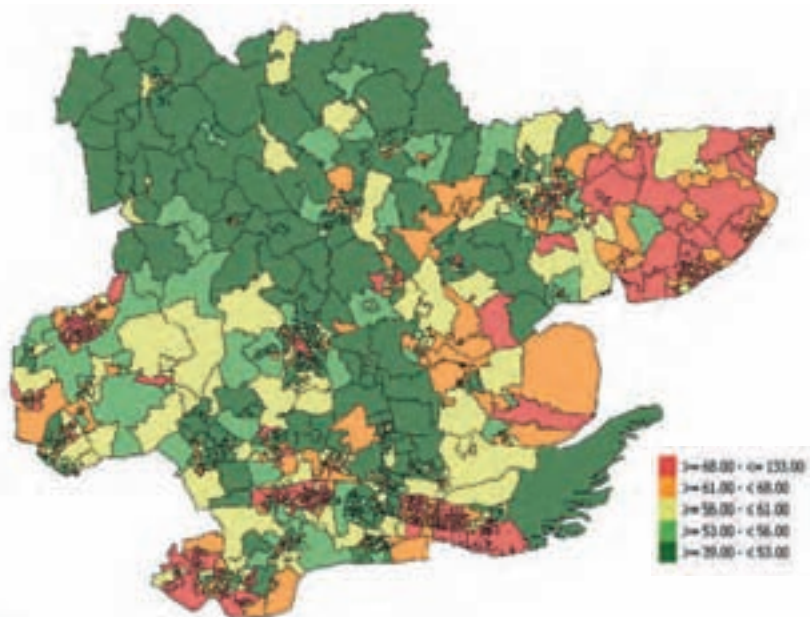 >= 68.00 - <= 133.00
>= 61.00 - < 68.00
>= 56.00 - < 61.00
>= 53.00 - < 56.00
>= 39.00 - < 53.00